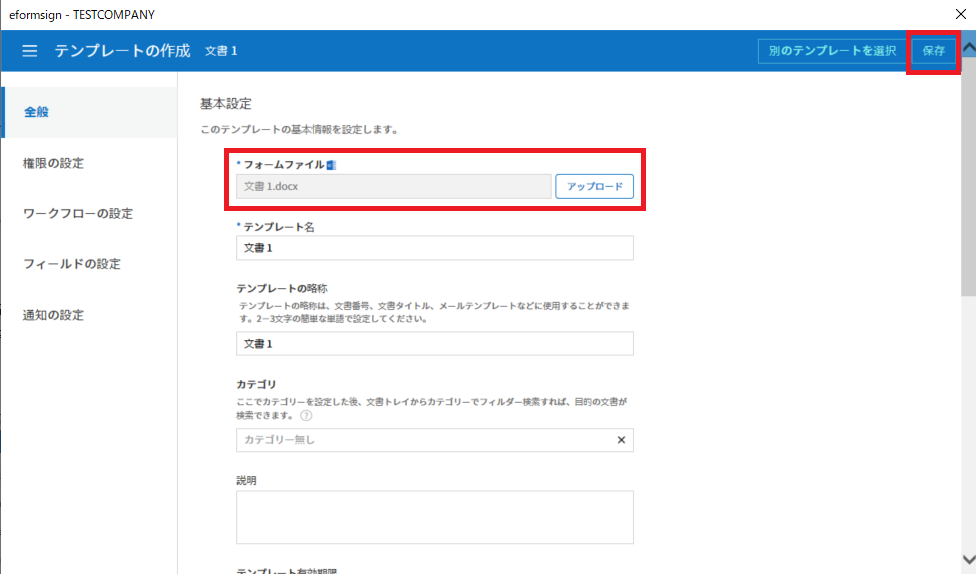 eformsign - TESTCOMPANY
テンプレートの作成 文書 1 別のテンプレートを選択 保存
全般
権限の設定
ワークフローの設定
フィールドの設定
通知の設定
基本設定
このテンプレートの基本情報を設定します。
* フォームファイル
文書 1.docx アップロード
* テンプレート名
文書 1
テンプレートの略称
テンプレートの略称は、文書番号、文書タイトル、メールテンプレートなどに使用することができま
す。2－3文字の簡単な単語で設定してください。
文書 1
カテゴリ
ここでカテゴリーを設定した後、文書トレイからカテゴリーでフィルター検索すれば、目的の文書が
検索できます。 ?
カテゴリー無し
説明
テンプレート有効期限